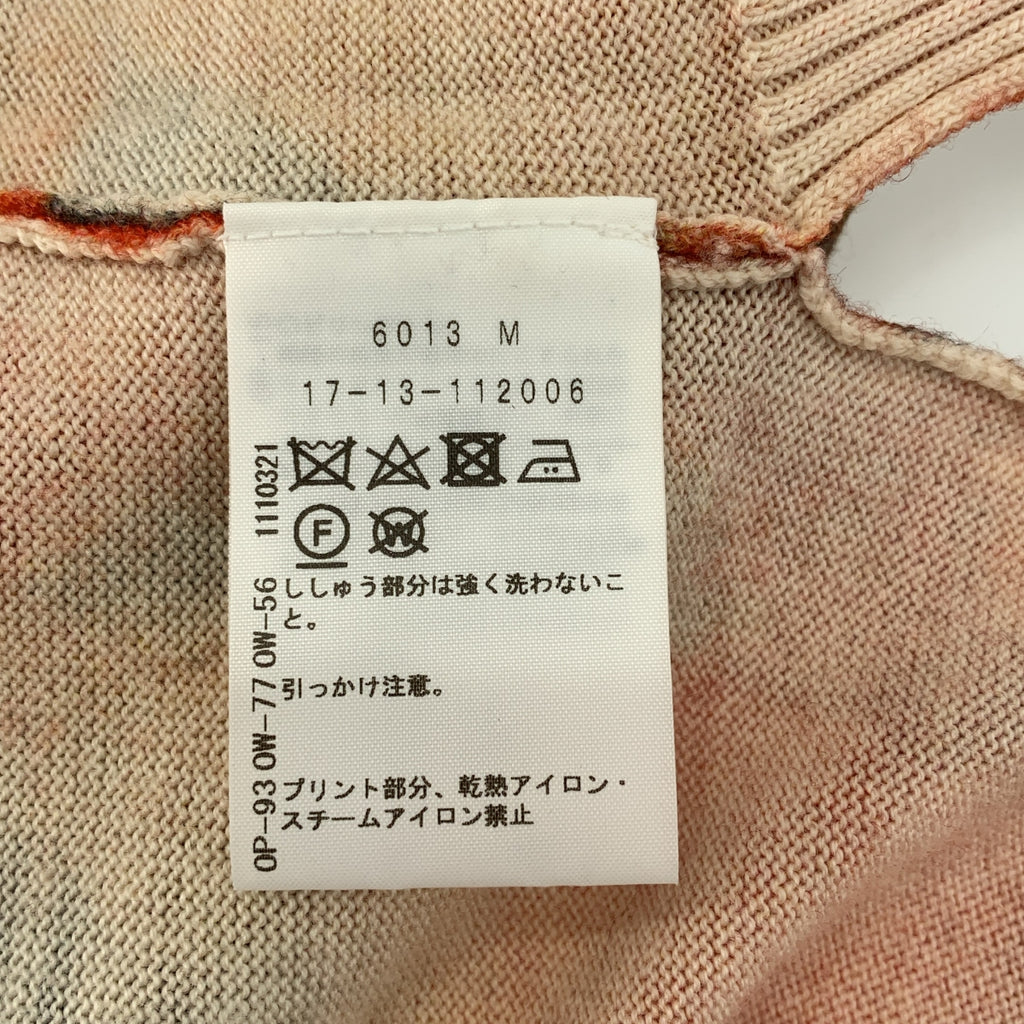 6013 M
17-13-112006
F
W
ししゅう部分は強く洗わないこ
と。
引っかけ注意。
プリント部分、乾熱アイロン・
スチームアイロン禁止
OP-93 OW-77 OW-56 1110321